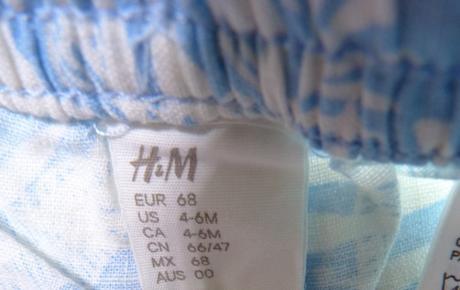 H&M
EUR 68
US 4-6M
CA 4-6M
CN 66/47
MX 68
AUS 00